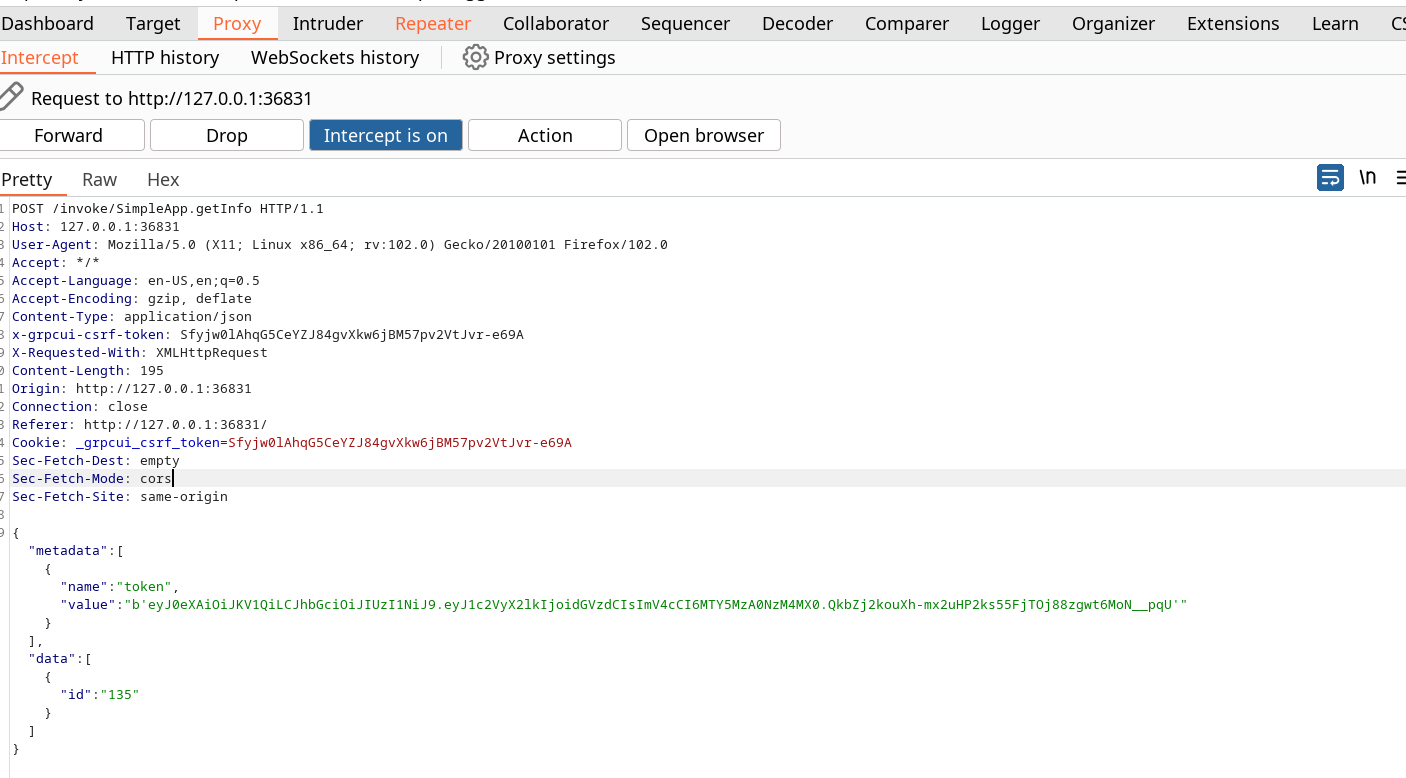 Dashboard Target Proxy Intruder Repeater Collaborator Sequencer Decoder Comparer Logger Organizer Extensions Learn
Intercept HTTP history WebSockets history Proxy settings
Request to http://127.0.0.1:36831
Forward Drop Intercept is on Action Open browser
Pretty Raw Hex \n
1 POST /invoke/SimpleApp.getInfo HTTP/1.1
2 Host: 127.0.0.1:36831
3 User-Agent: Mozilla/5.0 (X11; Linux x86_64; rv:102.0) Gecko/20100101 Firefox/102.0
4 Accept: */*
5 Accept-Language: en-US,en;q=0.5
6 Accept-Encoding: gzip, deflate
7 Content-Type: application/json
8 x-grpcui-csrf-token: Sfyjw0lAhqG5CeYZJ84gvXkw6jBM57pv2VtJvr-e69A
9 X-Requested-With: XMLHttpRequest
0 Content-Length: 195
1 Origin: http://127.0.0.1:36831
2 Connection: close
3 Referer: http://127.0.0.1:36831/
4 Cookie: _grpcui_csrf_token=Sfyjw0lAhqG5CeYZJ84gvXkw6jBM57pv2VtJvr-e69A
5 Sec-Fetch-Dest: empty
6 Sec-Fetch-Mode: cors
7 Sec-Fetch-Site: same-origin
8
9 {
"metadata":[
{
"name":"token",
"value":"b'eyJ0eXAiOiJKV1QiLCJhbGciOiJIUzI1NiJ9.eyJ1c2VyX2lkIjoidGVzdCIsImV4cCI6MTY5MzA0NzM4MX0.QkbZj2kouXh-mx2uHP2ks55FjTOj88zgwt6MoN__pqU'"
}
],
"data":[
{
"id":"135"
}
]
}